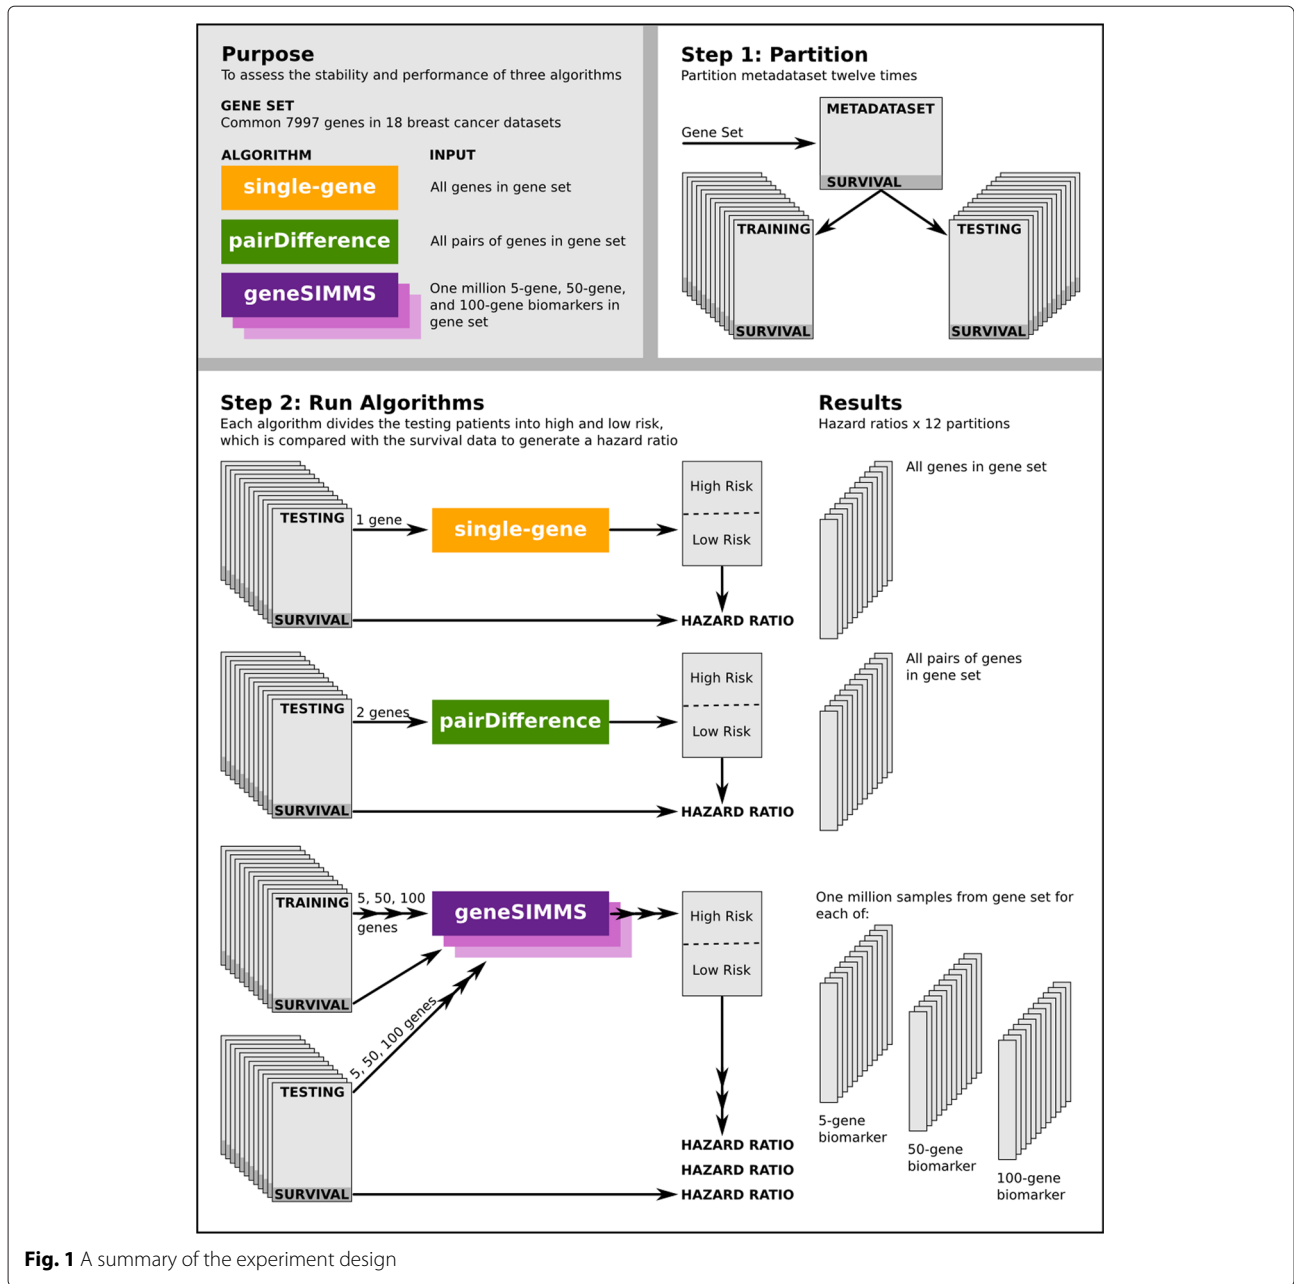 Purpose
To assess the stability and performance of three algorithms
GENE SET
Common 7997 genes in 18 breast cancer datasets
ALGORITHM
INPUT
single-gene
All genes in gene set
pairDifference
All pairs of genes in gene set
geneSIMMS
One million 5-gene, 50-gene,
and 100-gene biomarkers in
gene set
Step 1: Partition
Partition metadataset twelve times
Gene Set
METADATASET
SURVIVAL
TRAINING
SURVIVAL
TESTING
SURVIVAL
Step 2: Run Algorithms
Each algorithm divides the testing patients into high and low risk,
which is compared with the survival data to generate a hazard ratio
Results
Hazard ratios x 12 partitions
TESTING
SURVIVAL
1 gene
single-gene
High Risk
Low Risk
HAZARD RATIO
All genes in gene set
TESTING
SURVIVAL
2 genes
pairDifference
High Risk
Low Risk
HAZARD RATIO
All pairs of genes
in gene set
TRAINING
SURVIVAL
5, 50, 100
genes
geneSIMMS
High Risk
Low Risk
TESTING
SURVIVAL
5, 50, 100 genes
HAZARD RATIO
HAZARD RATIO
HAZARD RATIO
One million samples from gene set for
each of:
5-gene
biomarker
50-gene
biomarker
100-gene
biomarker
Fig. 1 A summary of the experiment design